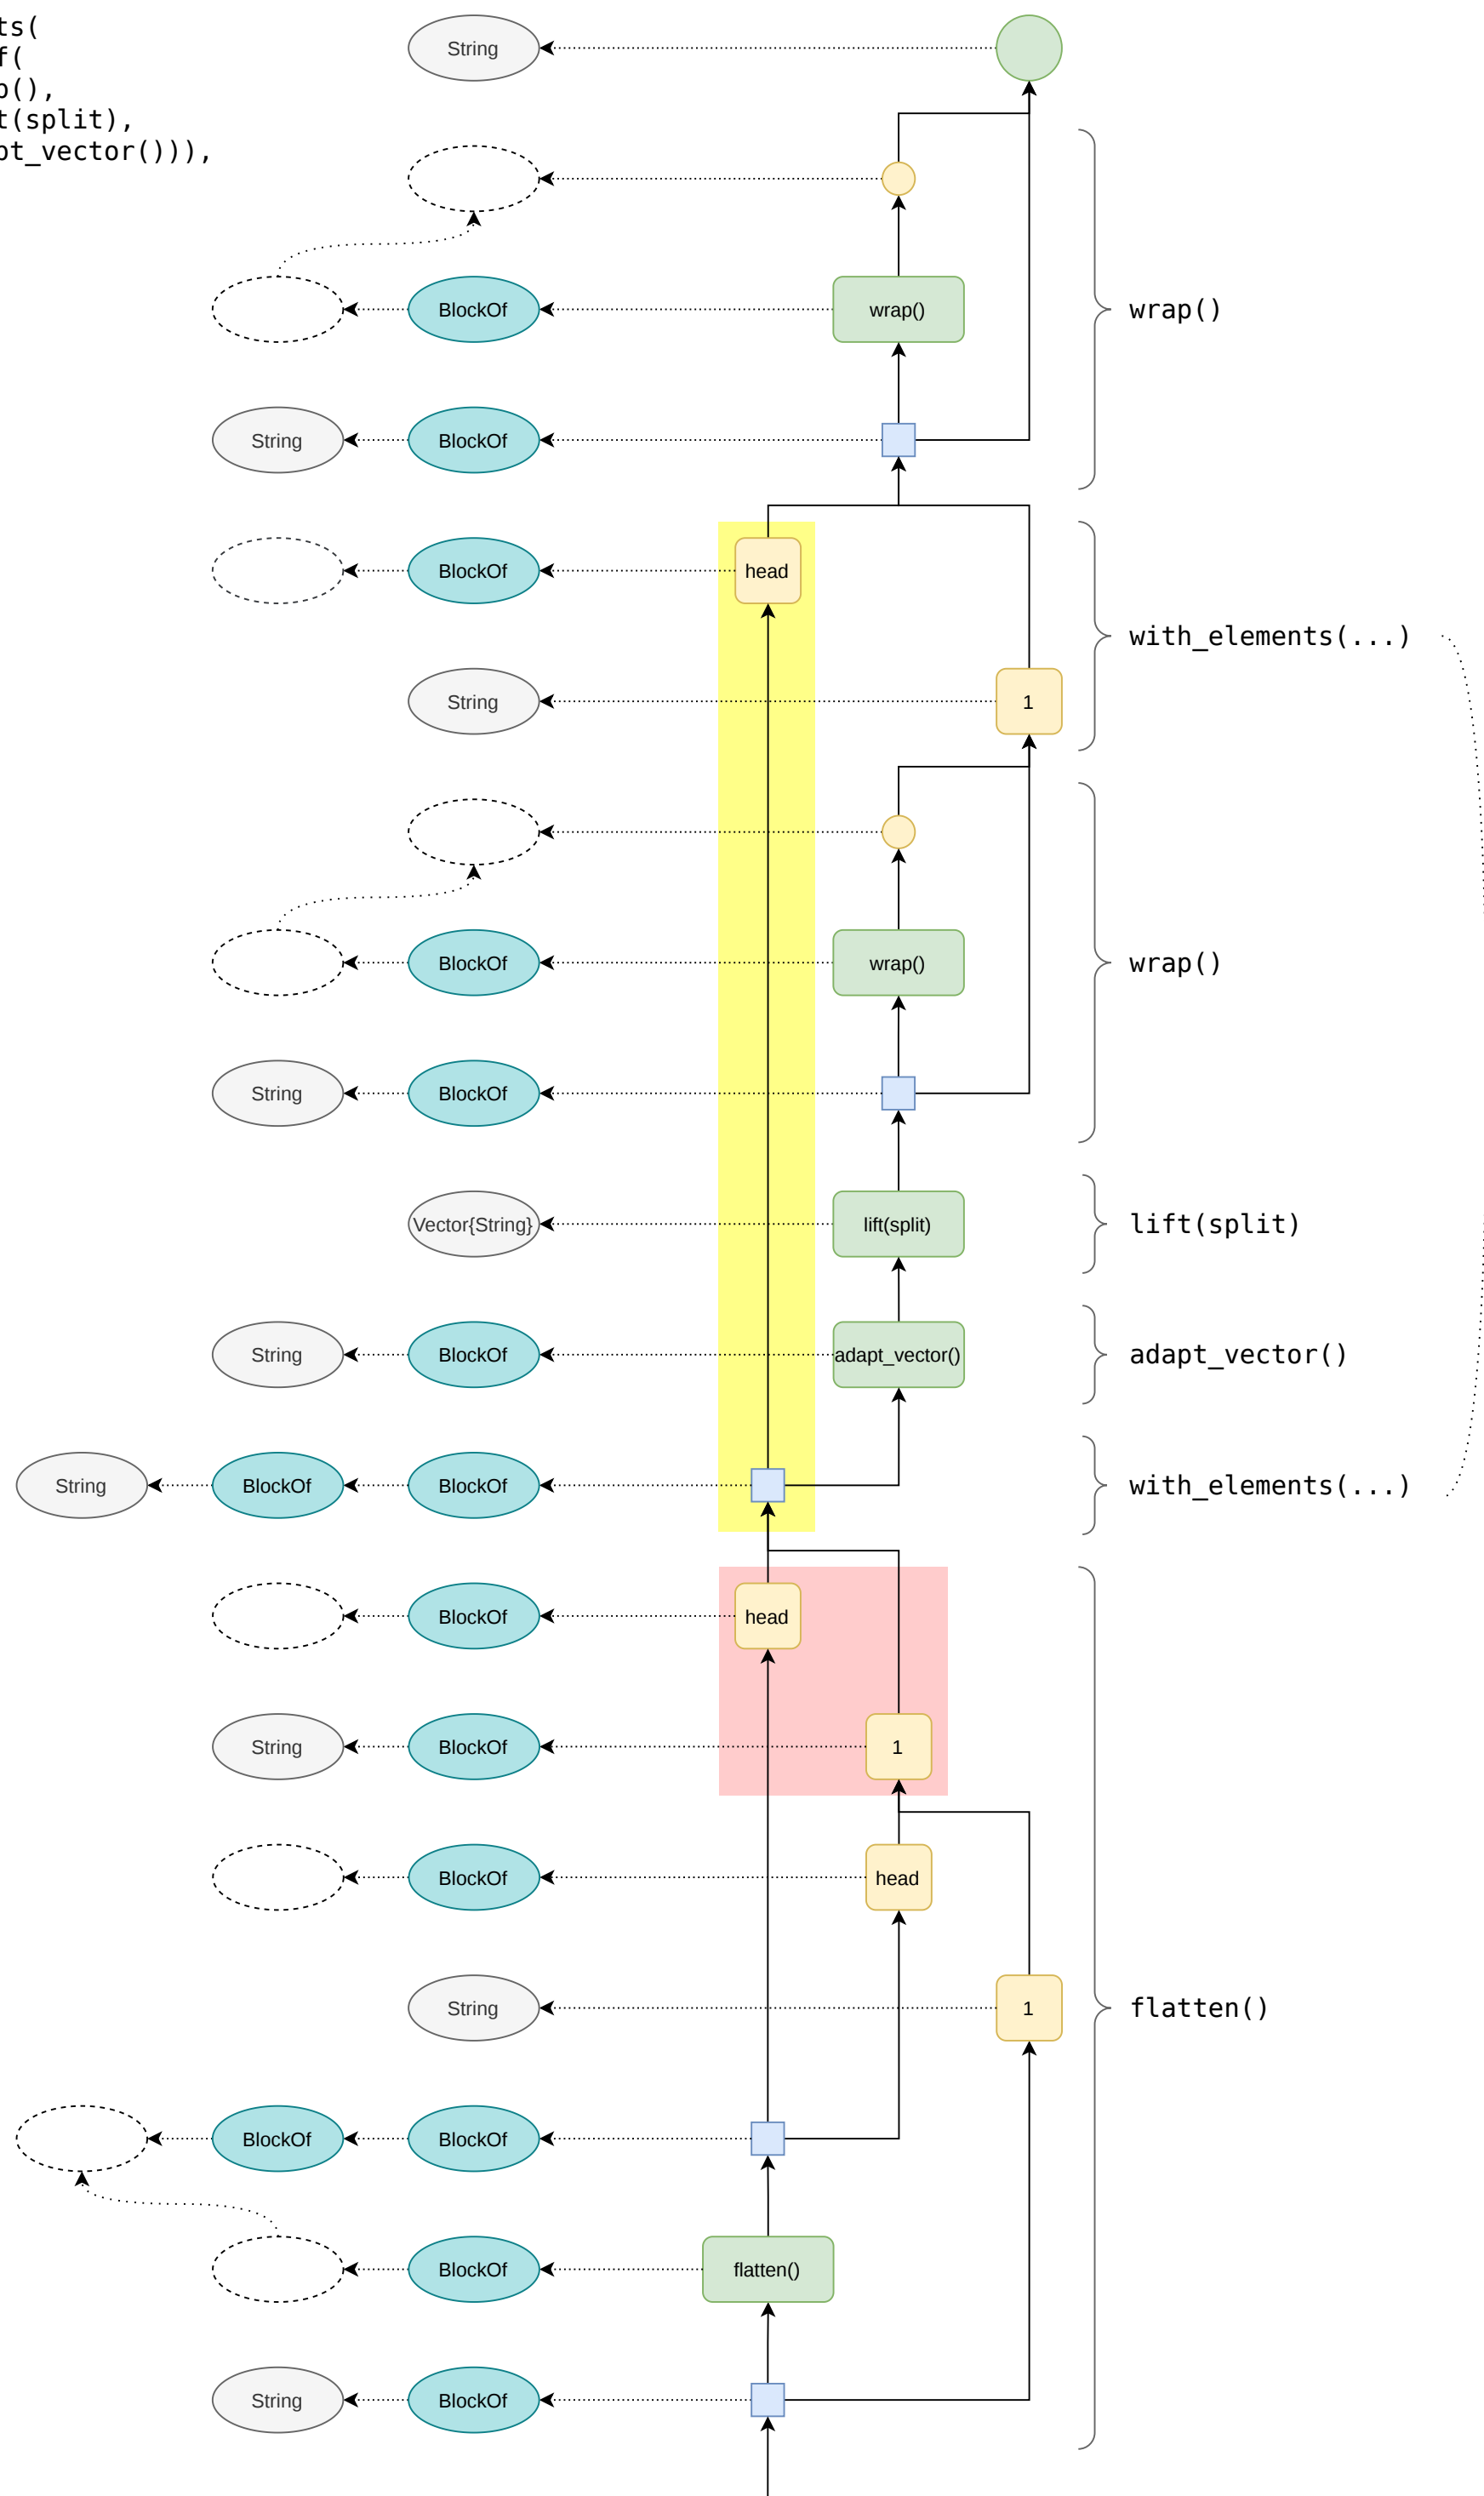 ts(
f(
p(),
t(split),
pt_vector())),
String
wrap()
BlockOf
wrap()
String
BlockOf
BlockOf
head
with_elements(...)
String
1
BlockOf
wrap()
wrap()
String
BlockOf
Vector{String}
lift(split)
lift(split)
String
BlockOf
adapt_vector()
adapt_vector()
String
BlockOf
BlockOf
with_elements(...)
BlockOf
head
String
BlockOf
1
BlockOf
head
String
1
flatten()
BlockOf
BlockOf
BlockOf
flatten()
String
BlockOf